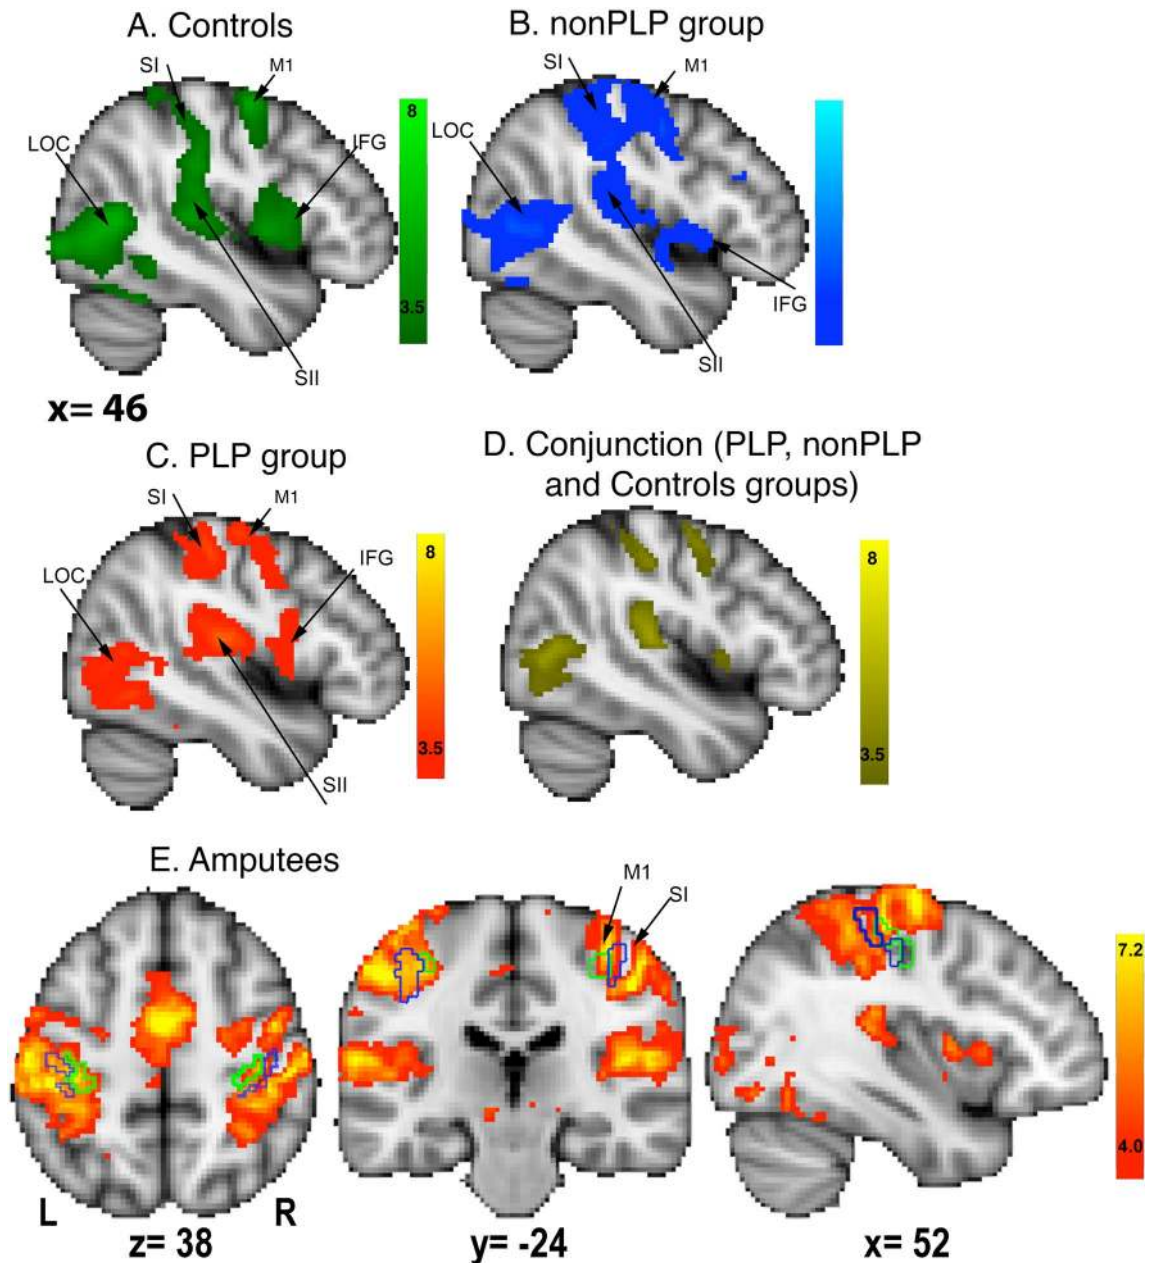 A. Controls
B. nonPLP group
SI
M1
SI
M1
8
LOC
IFG
LOC
3.5
IFG
SII
SII
x= 46
C. PLP group
D. Conjunction (PLP, nonPLP
and Controls groups)
SI
M1
8
8
IFG
LOC
3.5
3.5
SII
E. Amputees
M1
SI
7.2
4.0
L
R
z= 38
y= -24
x= 52